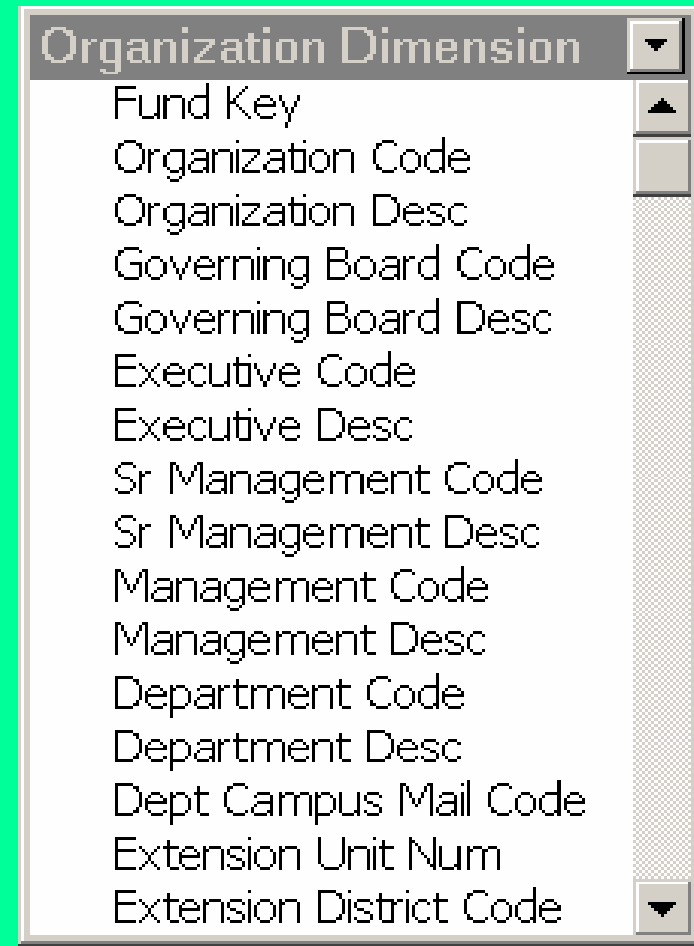 Organization Dimension
Fund Key
Organization Code
Organization Desc
Governing Board Code
Governing Board Desc
Executive Code
Executive Desc
Sr Management Code
Sr Management Desc
Management Code
Management Desc
Department Code
Department Desc
Dept Campus Mail Code
Extension Unit Num
Extension District Code